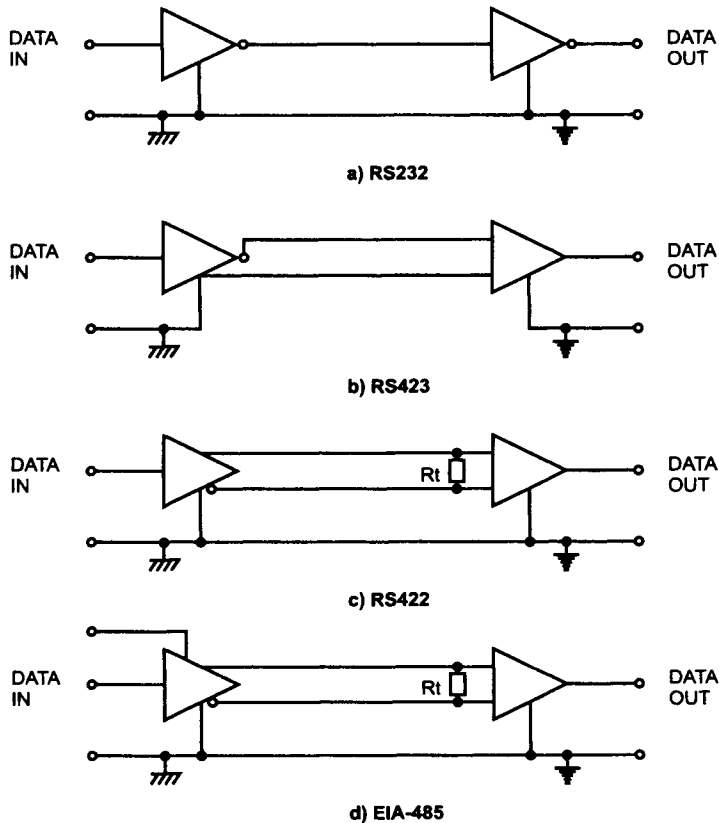 DATA
IN
DATA
OUT
a) RS232
DATA
IN
DATA
OUT
b) RS423
DATA
IN
Rt
DATA
OUT
c) RS422
DATA
IN
Rt
DATA
OUT
d) EIA-485